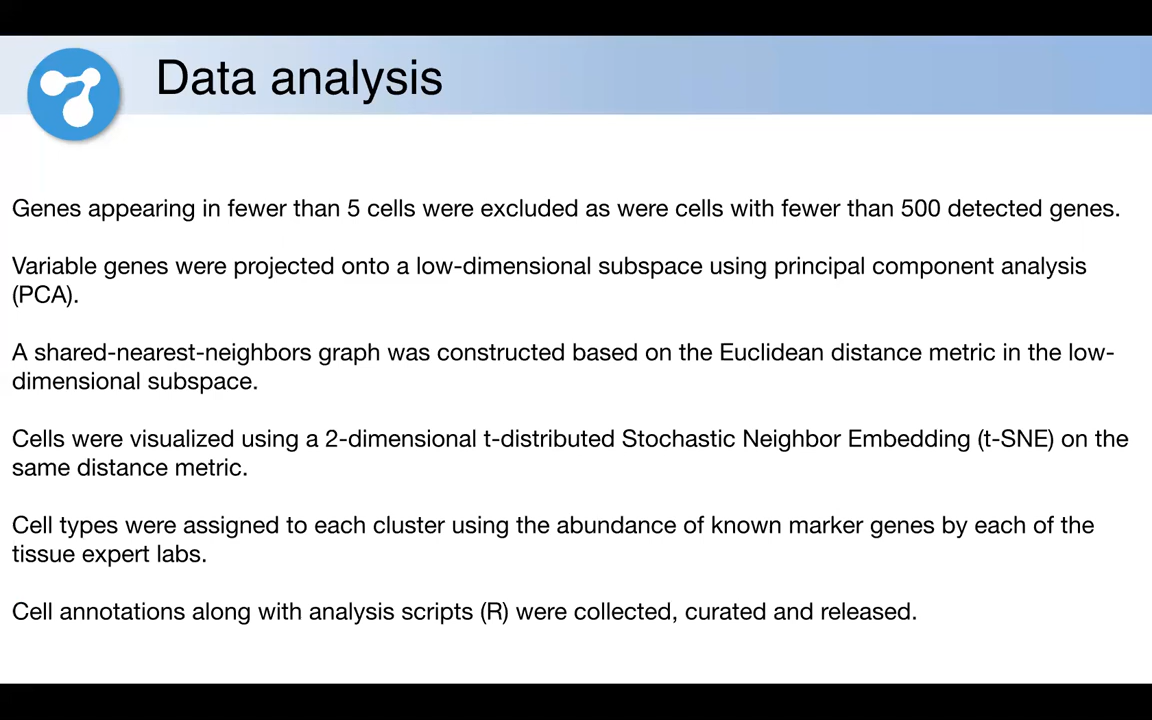 Data analysis
Genes appearing in fewer than 5 cells were excluded as were cells with fewer than 500 detected genes.
Variable genes were projected onto a low-dimensional subspace using principal component analysis
(PCA).
A shared-nearest-neighbors graph was constructed based on the Euclidean distance metric in the low-
dimensional subspace.
Cells were visualized using a 2-dimensional t-distributed Stochastic Neighbor Embedding (t-SNE) on the
same distance metric.
Cell types were assigned to each cluster using the abundance of known marker genes by each of the
tissue expert labs.
Cell annotations along with analysis scripts (R) were collected, curated and released.